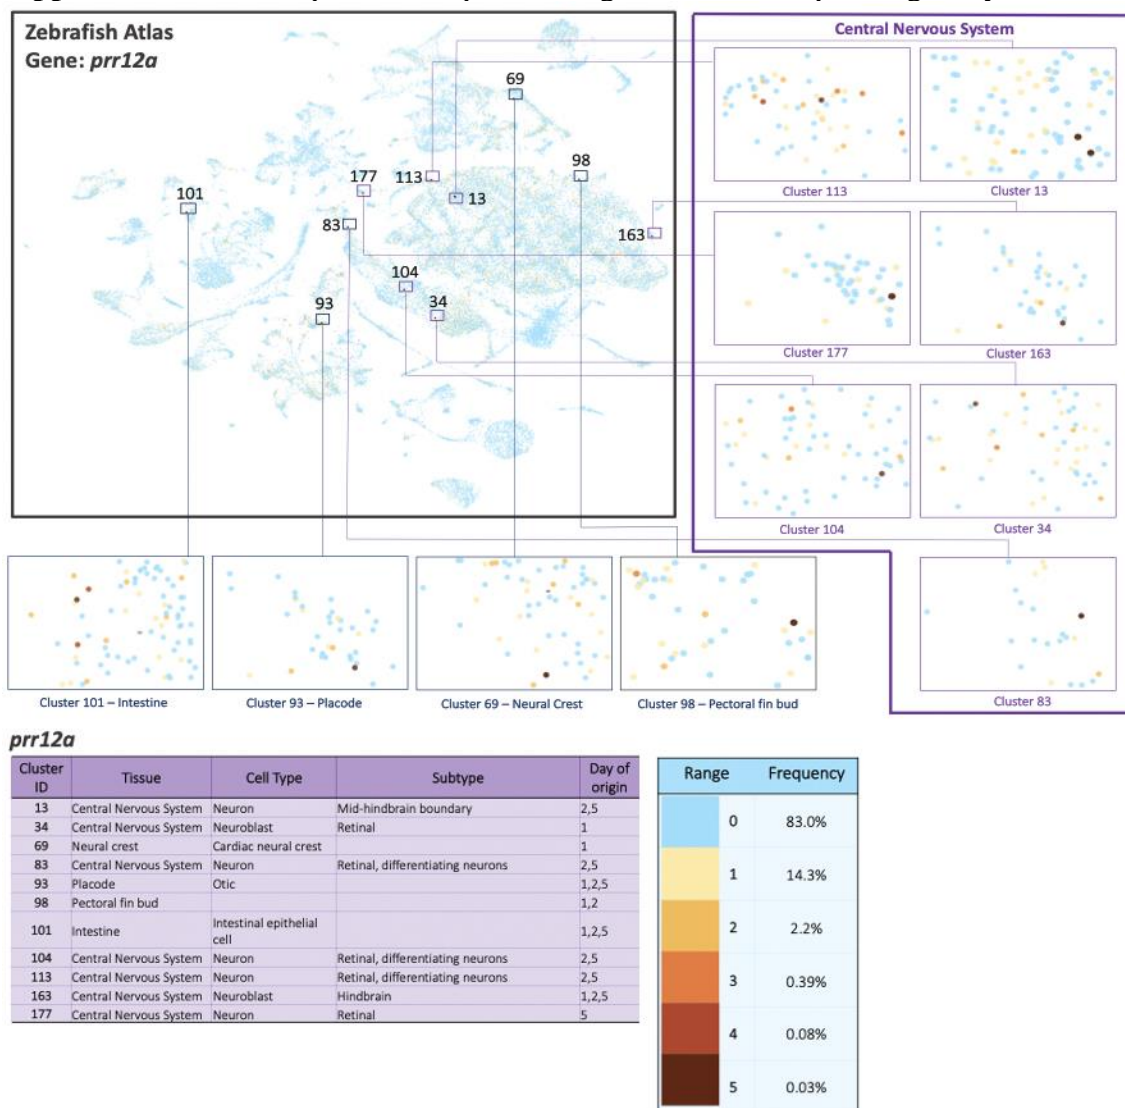 Zebrafish Atlas
Gene: prr12a
Central Nervous System
69
98
177
113
13
101
83
163
104
34
93
Cluster 113
Cluster 13
Cluster 177
Cluster 163
Cluster 104
Cluster 34
Cluster 101 – Intestine
Cluster 93 – Placode
Cluster 69 – Neural Crest
Cluster 98 – Pectoral fin bud
Cluster 83
prr12a
Cluster ID Tissue Cell Type Subtype Day of origin
13 Central Nervous System Neuron Mid-hindbrain boundary 2,5
34 Central Nervous System Neuroblast Retinal 1
69 Neural crest Cardiac neural crest 1
83 Central Nervous System Neuron Retinal, differentiating neurons 2,5
93 Placode Otic 1,2,5
98 Pectoral fin bud 1,2
101 Intestine Intestinal epithelial cell 1,2,5
104 Central Nervous System Neuron Retinal, differentiating neurons 2,5
113 Central Nervous System Neuron Retinal, differentiating neurons 2,5
163 Central Nervous System Neuroblast Hindbrain 1,2,5
177 Central Nervous System Neuron Retinal 5
Range Frequency
0 83.0%
1 14.3%
2 2.2%
3 0.39%
4 0.08%
5 0.03%